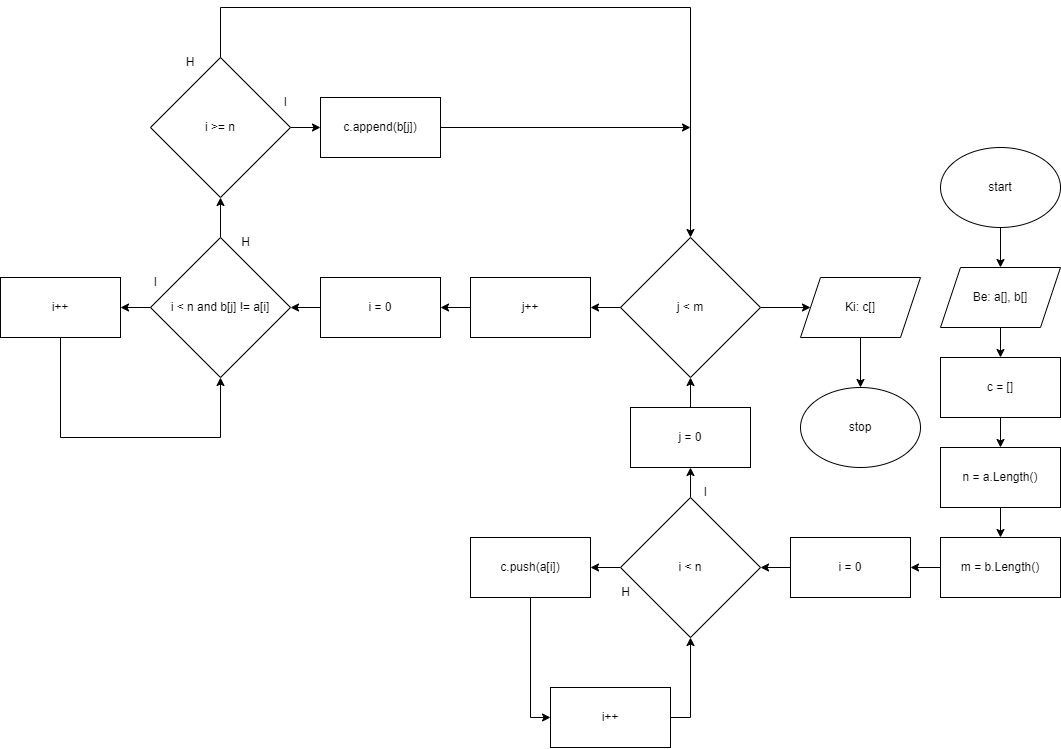 start
Be: a[], b[]
c = []
n = a.Length()
m = b.Length()
i = 0
i < n
H
I
c.push(a[i])
i++
j = 0
j < m
Ki: c[]
stop
j++
i = 0
i < n and b[j] != a[i]
I
H
i++
i >= n
H
I
c.append(b[j])